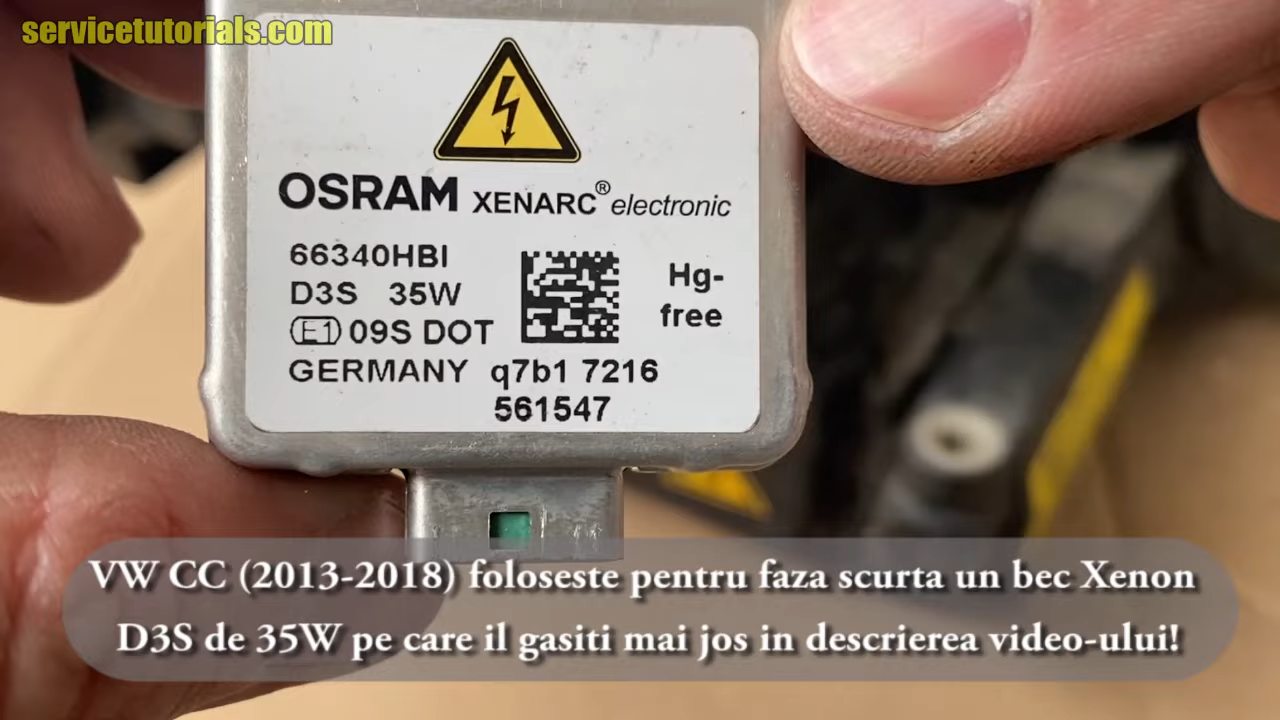 servicetutorials.com
OSRAM XENARC® electronic
66340HBI
D3S 35W
Hg-
free
E1 09S DOT
GERMANY q7b1 7216
561547
VW CC (2013-2018) foloseste pentru faza scurta un bec Xenon
D3S de 35W pe care il gasiti mai jos in descrierea video-ului!